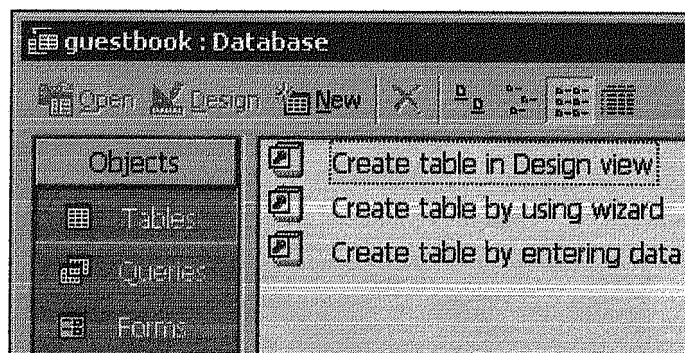 guestbook : Database
Open Design New
Objects
Create table in Design view
Tables
Create table by using wizard
Queries
Create table by entering data
Forms